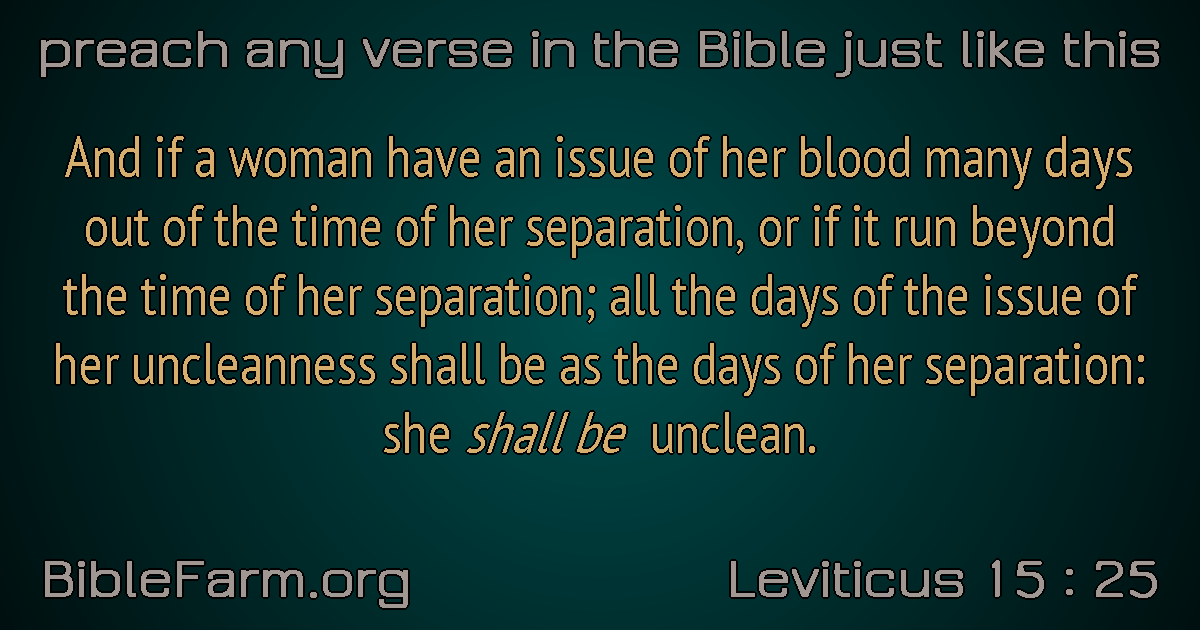 preach any verse in the Bible just like this
And if a woman have an issue of her blood many days
out of the time of her separation, or if it run beyond
the time of her separation; all the days of the issue of
her uncleanness shall be as the days of her separation:
she shall be unclean.
BibleFarm.org
Leviticus 15 : 25